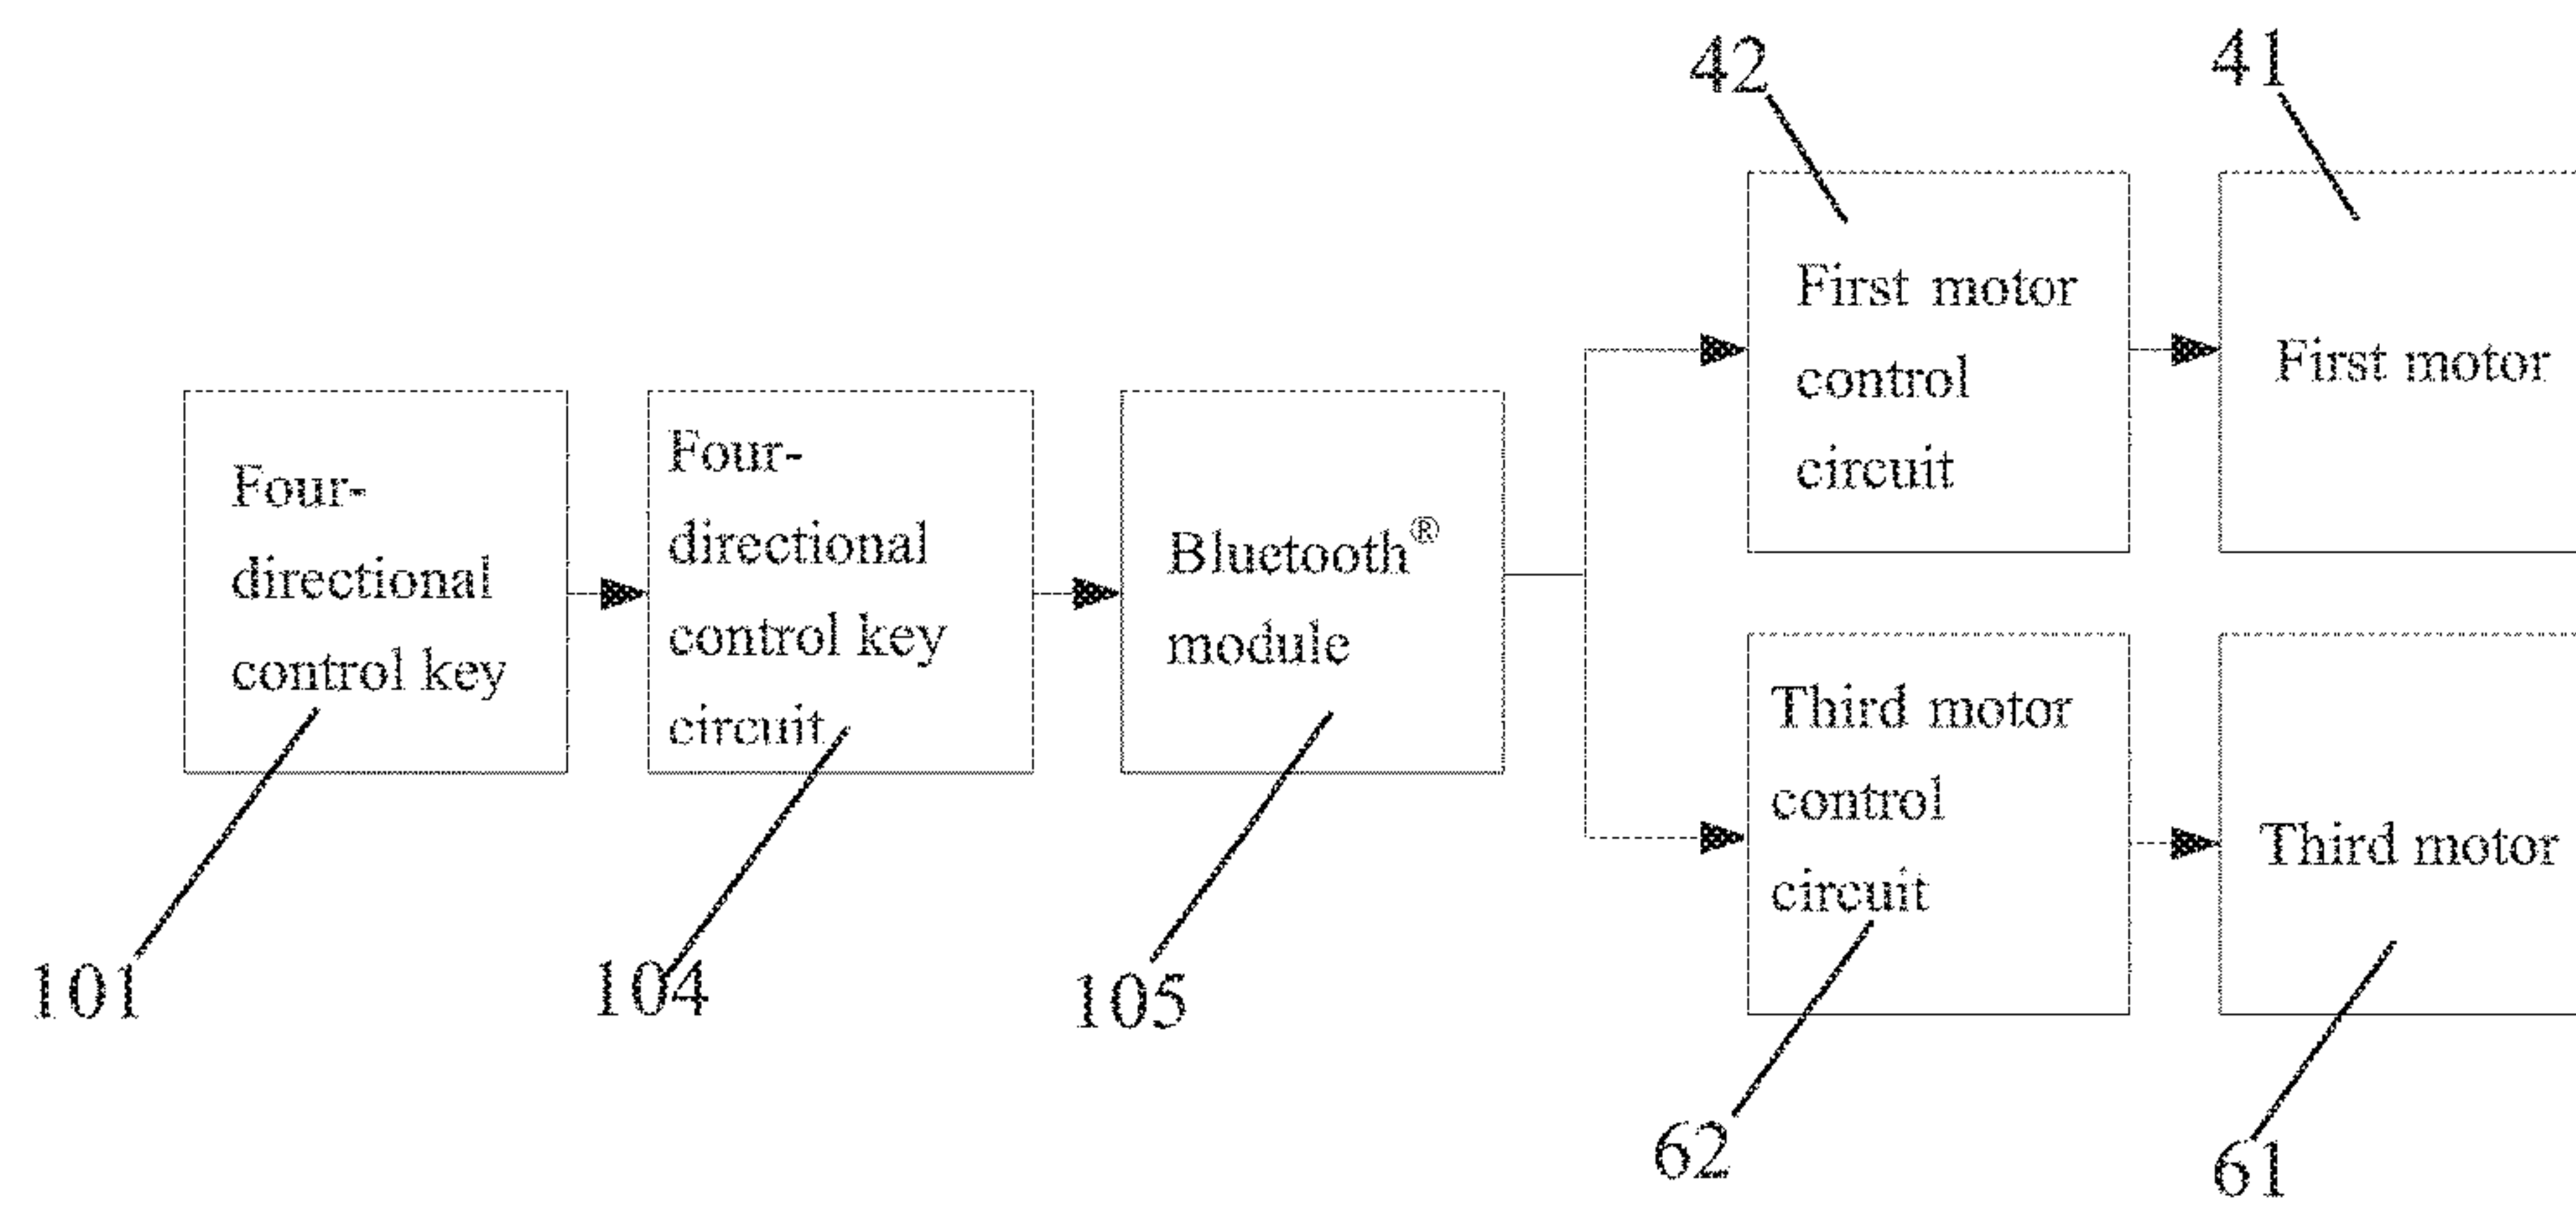 42
41
First motor
control
circuit
First motor
Four-
directional
control key
Four-
directional
control key
circuit
Bluetooth®
module
Third motor
control
circuit
Third motor
101
104
105
62
61